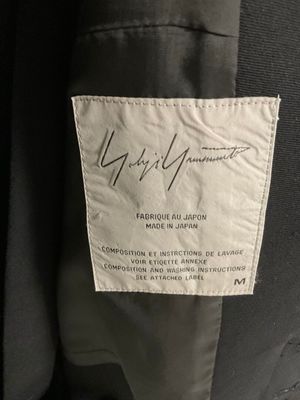 Yohji Yamamoto
FABRIQUE AU JAPON
MADE IN JAPAN
COMPOSITION ET INSTRCTIONS DE LAVAGE
VOIR ETIQUETTE ANNEXE
COMPOSITION AND WASHING INSTRUCTIONS
SEE ATTACHED LABEL
M